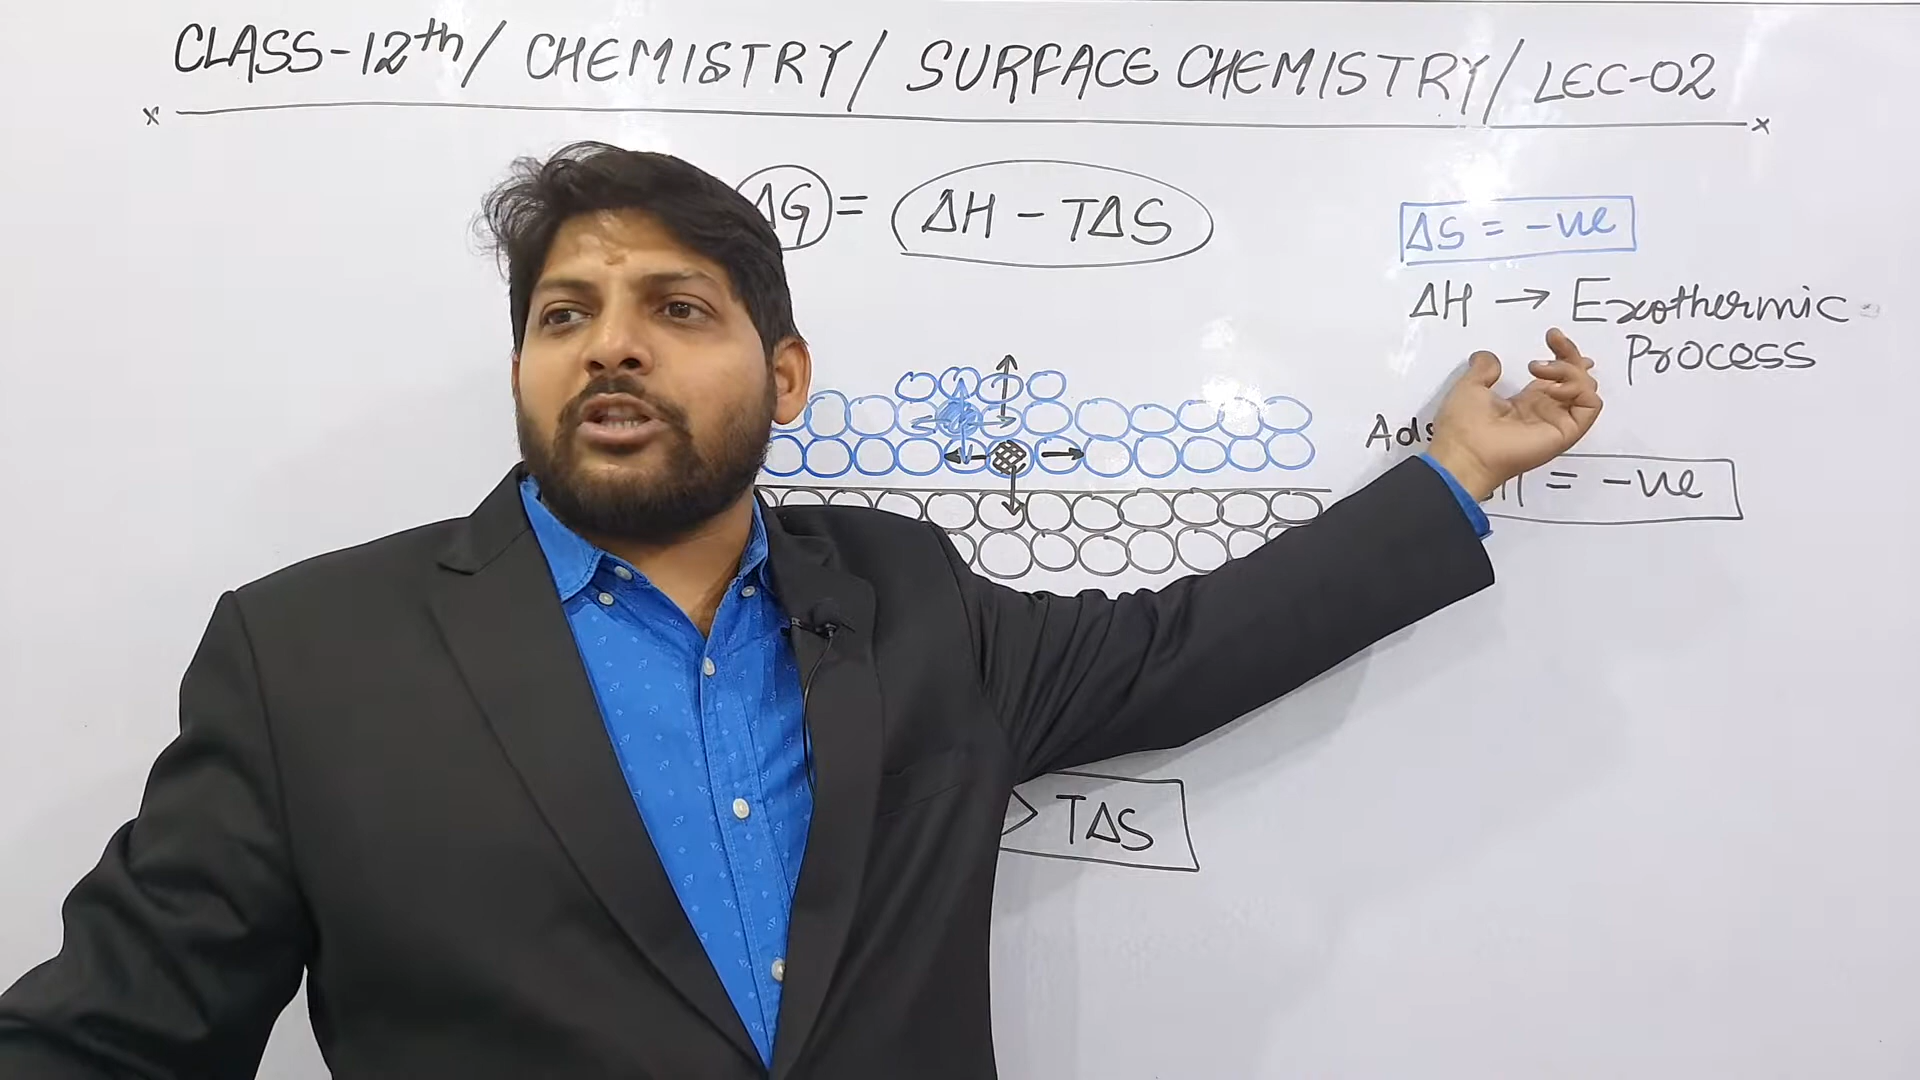 CLASS-12th/ CHEMISTRY/ SURFACE CHEMISTRY/ LEC-02
ΔG = ΔH - TΔS
ΔS = -ve
ΔH → Exothermic
Process
= -ve
> TΔS